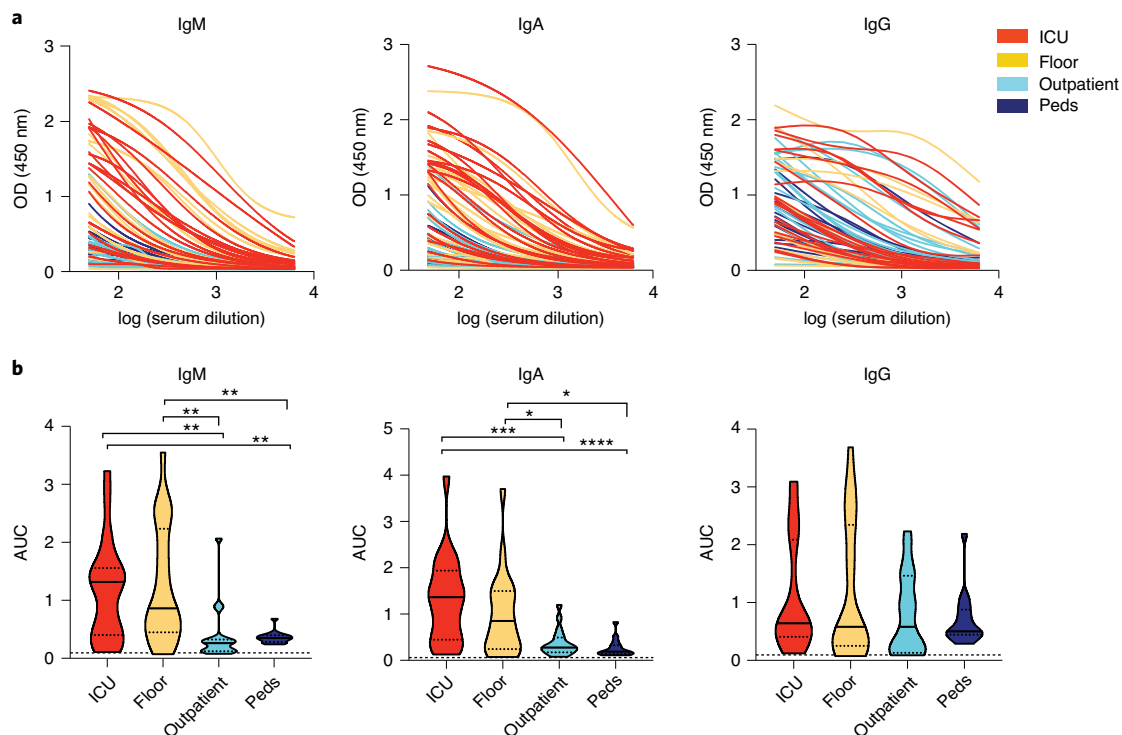 a
IgM
IgA
IgG
ICU
Floor
Outpatient
Peds
3
2
1
0
OD (450 nm)
2
3
4
log (serum dilution)
3
2
1
0
OD (450 nm)
2
3
4
log (serum dilution)
3
2
1
0
OD (450 nm)
2
3
4
log (serum dilution)
b
IgM
IgA
IgG
**
**
**
**
4
3
2
1
0
AUC
ICU
Floor
Outpatient
Peds
*
*
***
****
5
4
3
2
1
0
AUC
ICU
Floor
Outpatient
Peds
4
3
2
1
0
AUC
ICU
Floor
Outpatient
Peds